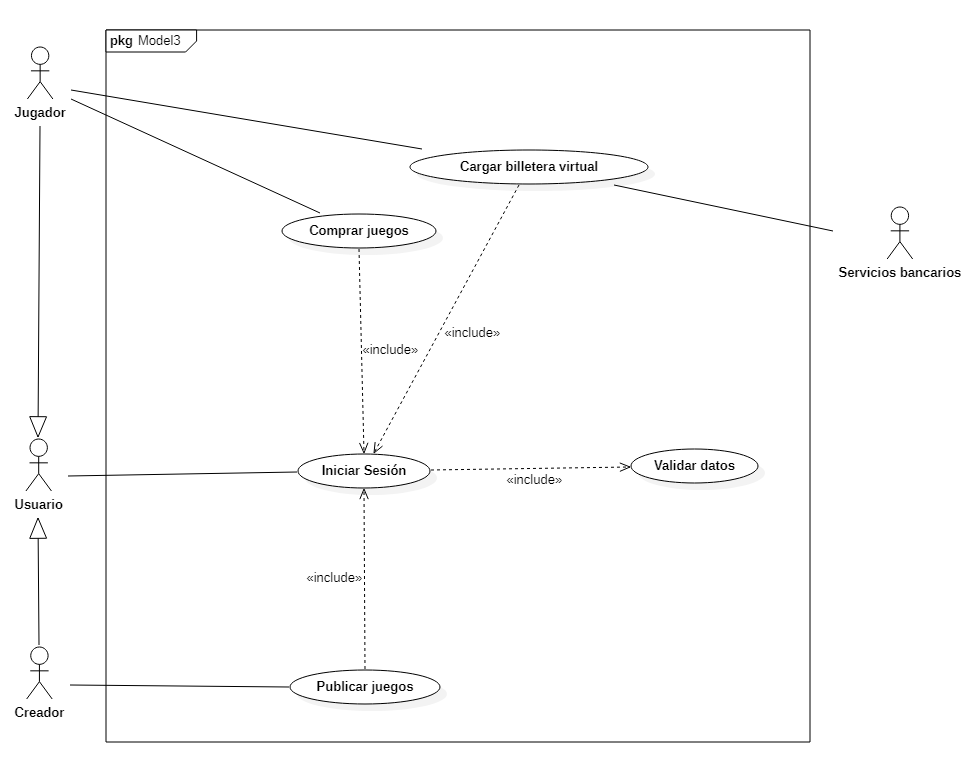 pkg Model3
Jugador
Cargar billetera virtual
Comprar juegos
Servicios bancarios
«include»
«include»
Iniciar Sesión
Validar datos
«include»
Usuario
«include»
Publicar juegos
Creador